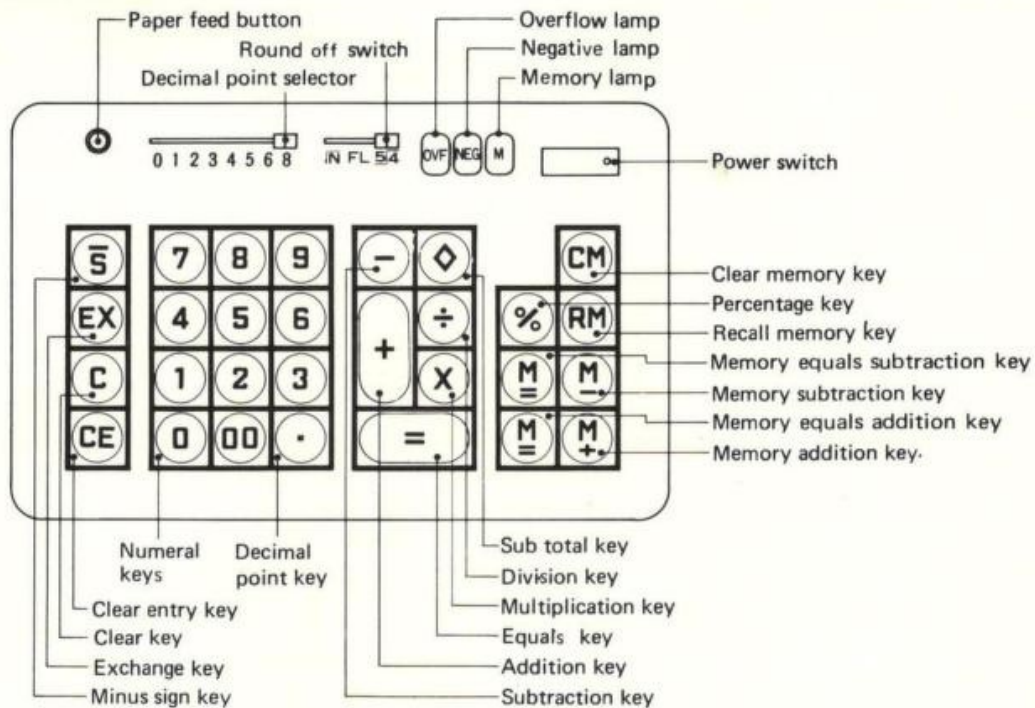 Paper feed button
Overflow lamp
Round off switch
Negative lamp
Decimal point selector
Memory lamp
0 1 2 3 4 5 6 8
IN FL 5/4
OVF
NEG
M
Power switch
S
7 8 9
− ◊
CM
Clear memory key
EX
4 5 6
+ ÷
% RM
Percentage key
Recall memory key
C
1 2 3
X
M= M−
Memory equals subtraction key
Memory subtraction key
CE
0 00 ·
=
M= M+
Memory equals addition key
Memory addition key.
Numeral
keys
Decimal
point key
Sub total key
Division key
Clear entry key
Multiplication key
Clear key
Equals key
Exchange key
Addition key
Minus sign key
Subtraction key